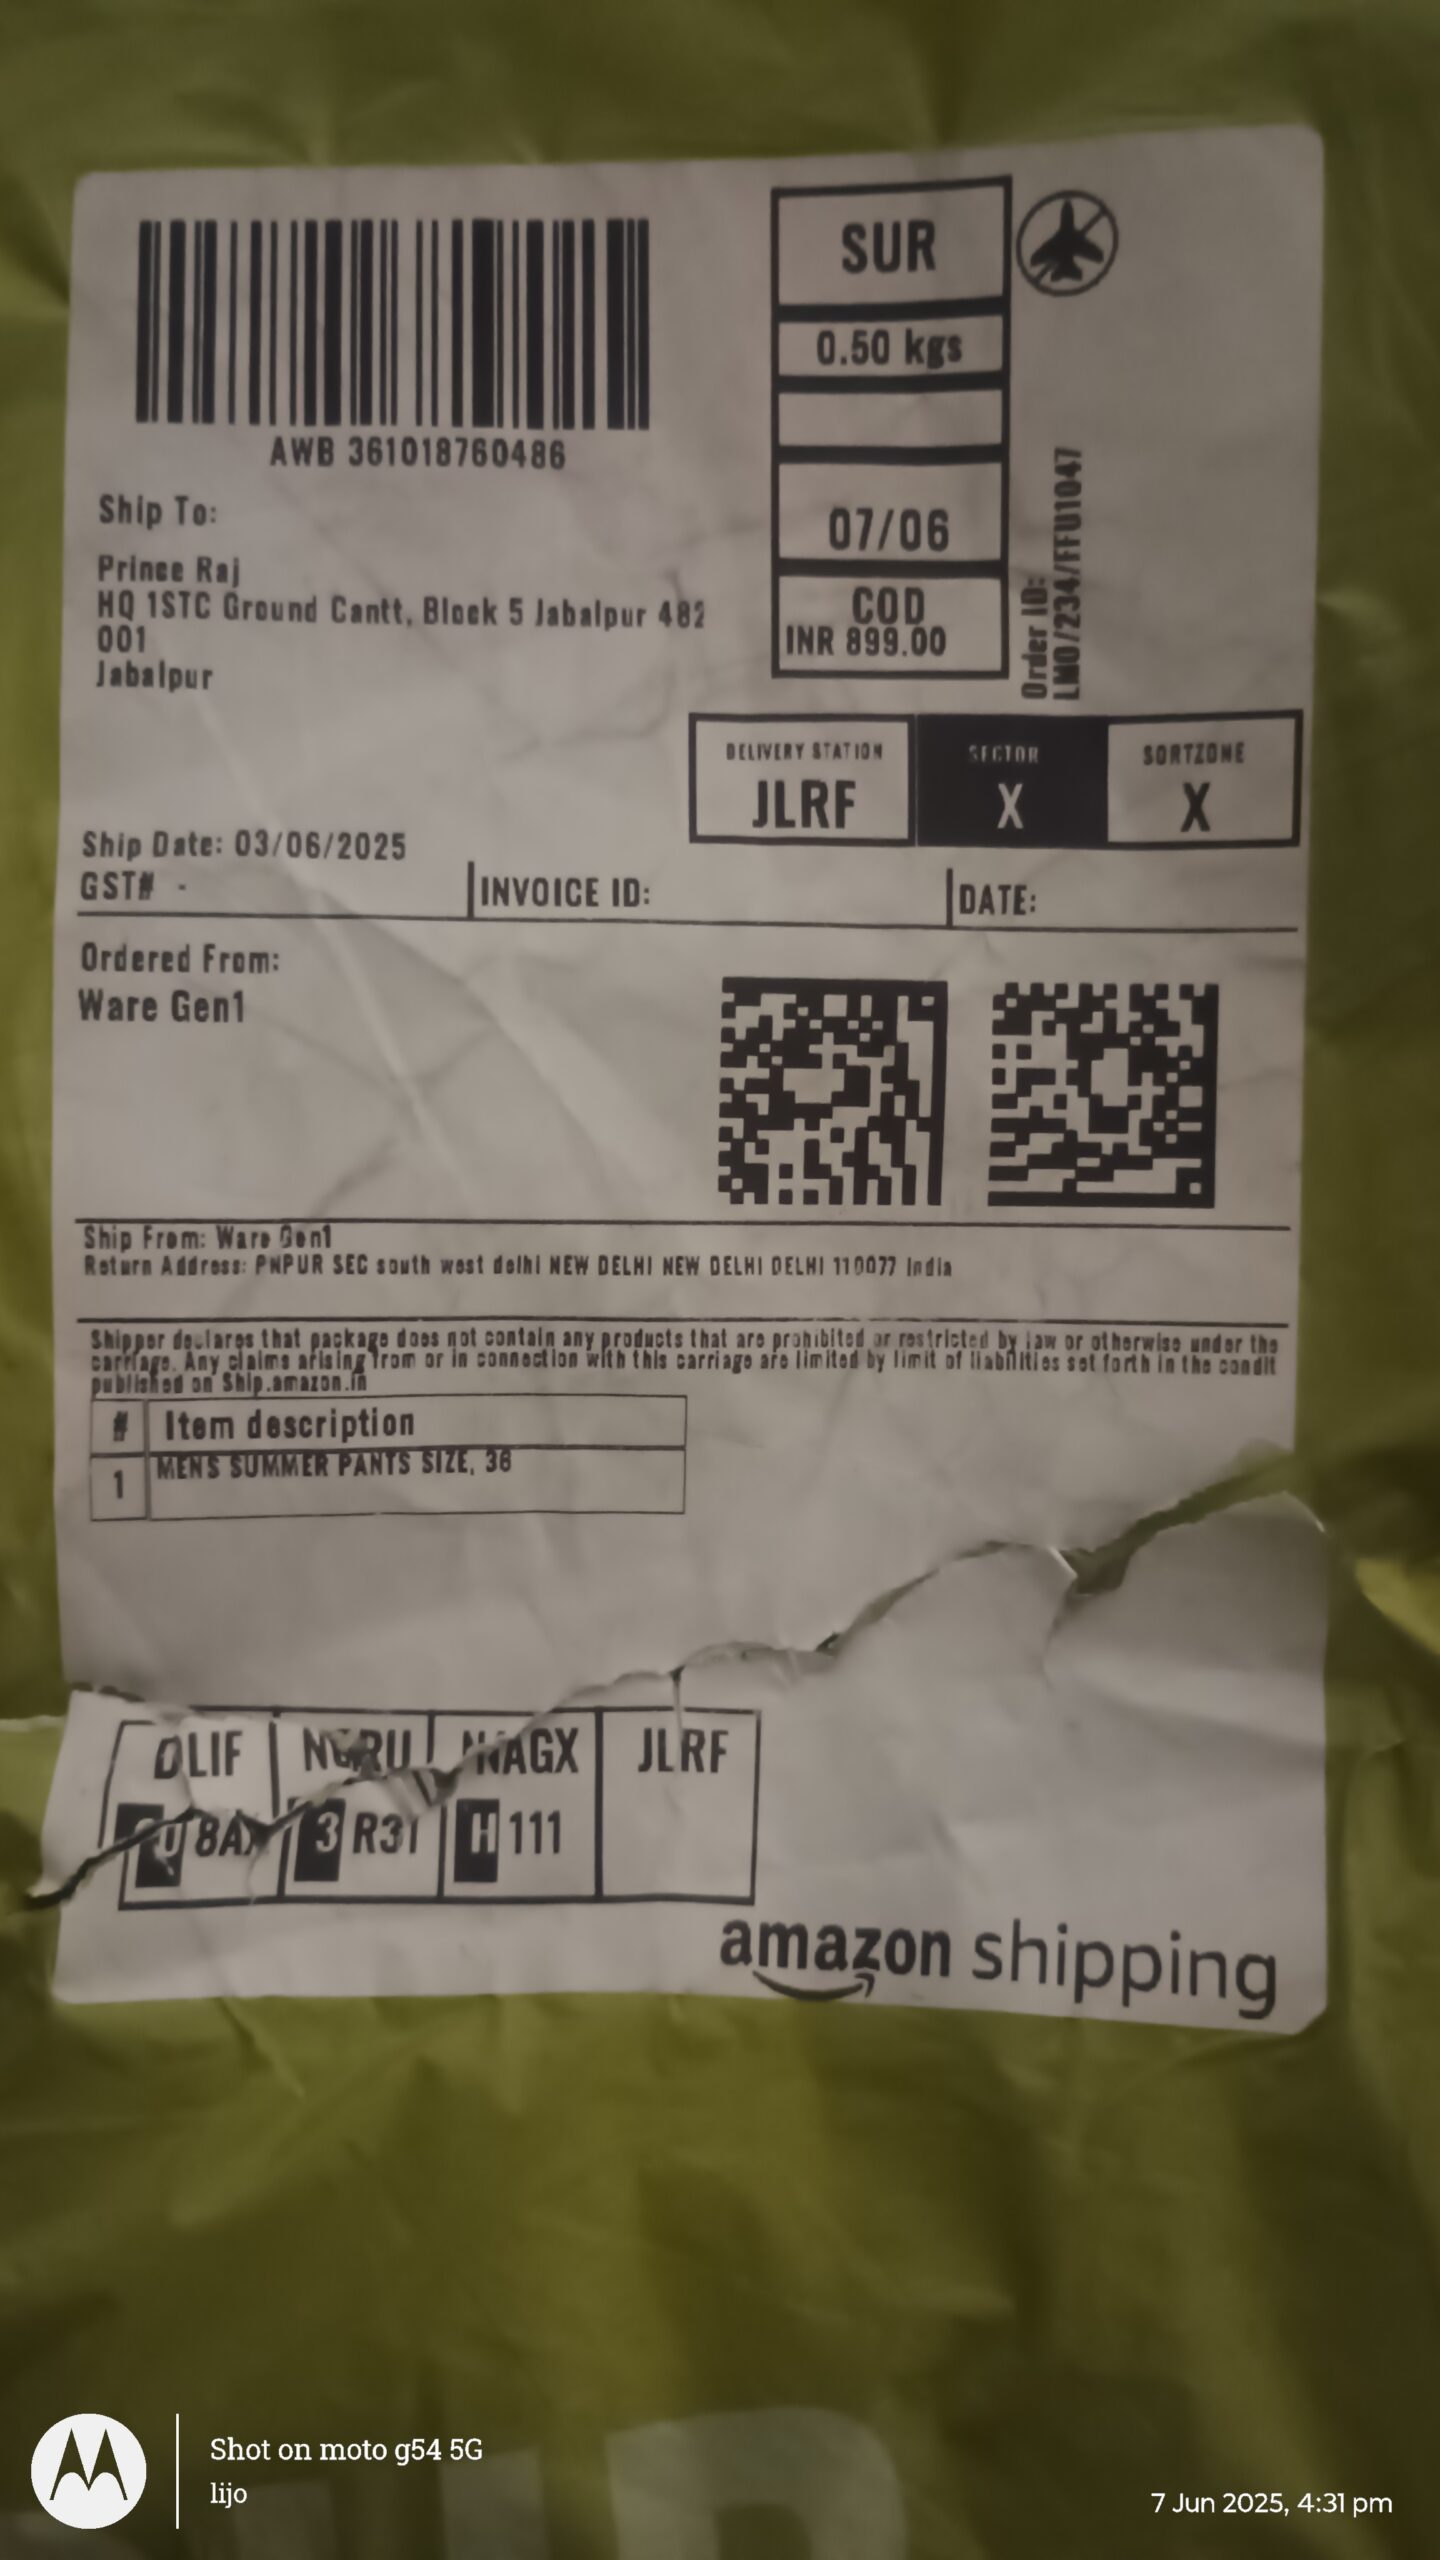 SUR
0.50 kgs
AWB 361018760486
Ship To:
Prince Raj
HQ 1STC Ground Cantt, Block 5 Jabalpur 482
001
Jabalpur
07/06
COD
INR 899.00
Order ID:
LMO/234/FFU1047
DELIVERY STATION
JLRF
SECTOR
X
SORTZONE
X
Ship Date: 03/06/2025
GST# -
INVOICE ID:
DATE:
Ordered From:
Ware Gen1
Ship From: Ware Gen1
Return Address: PNPUR SEC south west delhi NEW DELHI NEW DELHI DELHI 110077 India
Shipper declares that package does not contain any products that are prohibited or restricted by law or otherwise under the
carriage. Any claims arising from or in connection with this carriage are limited by limit of liabilities set forth in the condit
published on Ship.amazon.in
# Item description
1 MENS SUMMER PANTS SIZE, 36
DLIF NAGX JLRF
3 R31 H 111
amazon shipping
Shot on moto g54 5G
lijo
7 Jun 2025, 4:31 pm